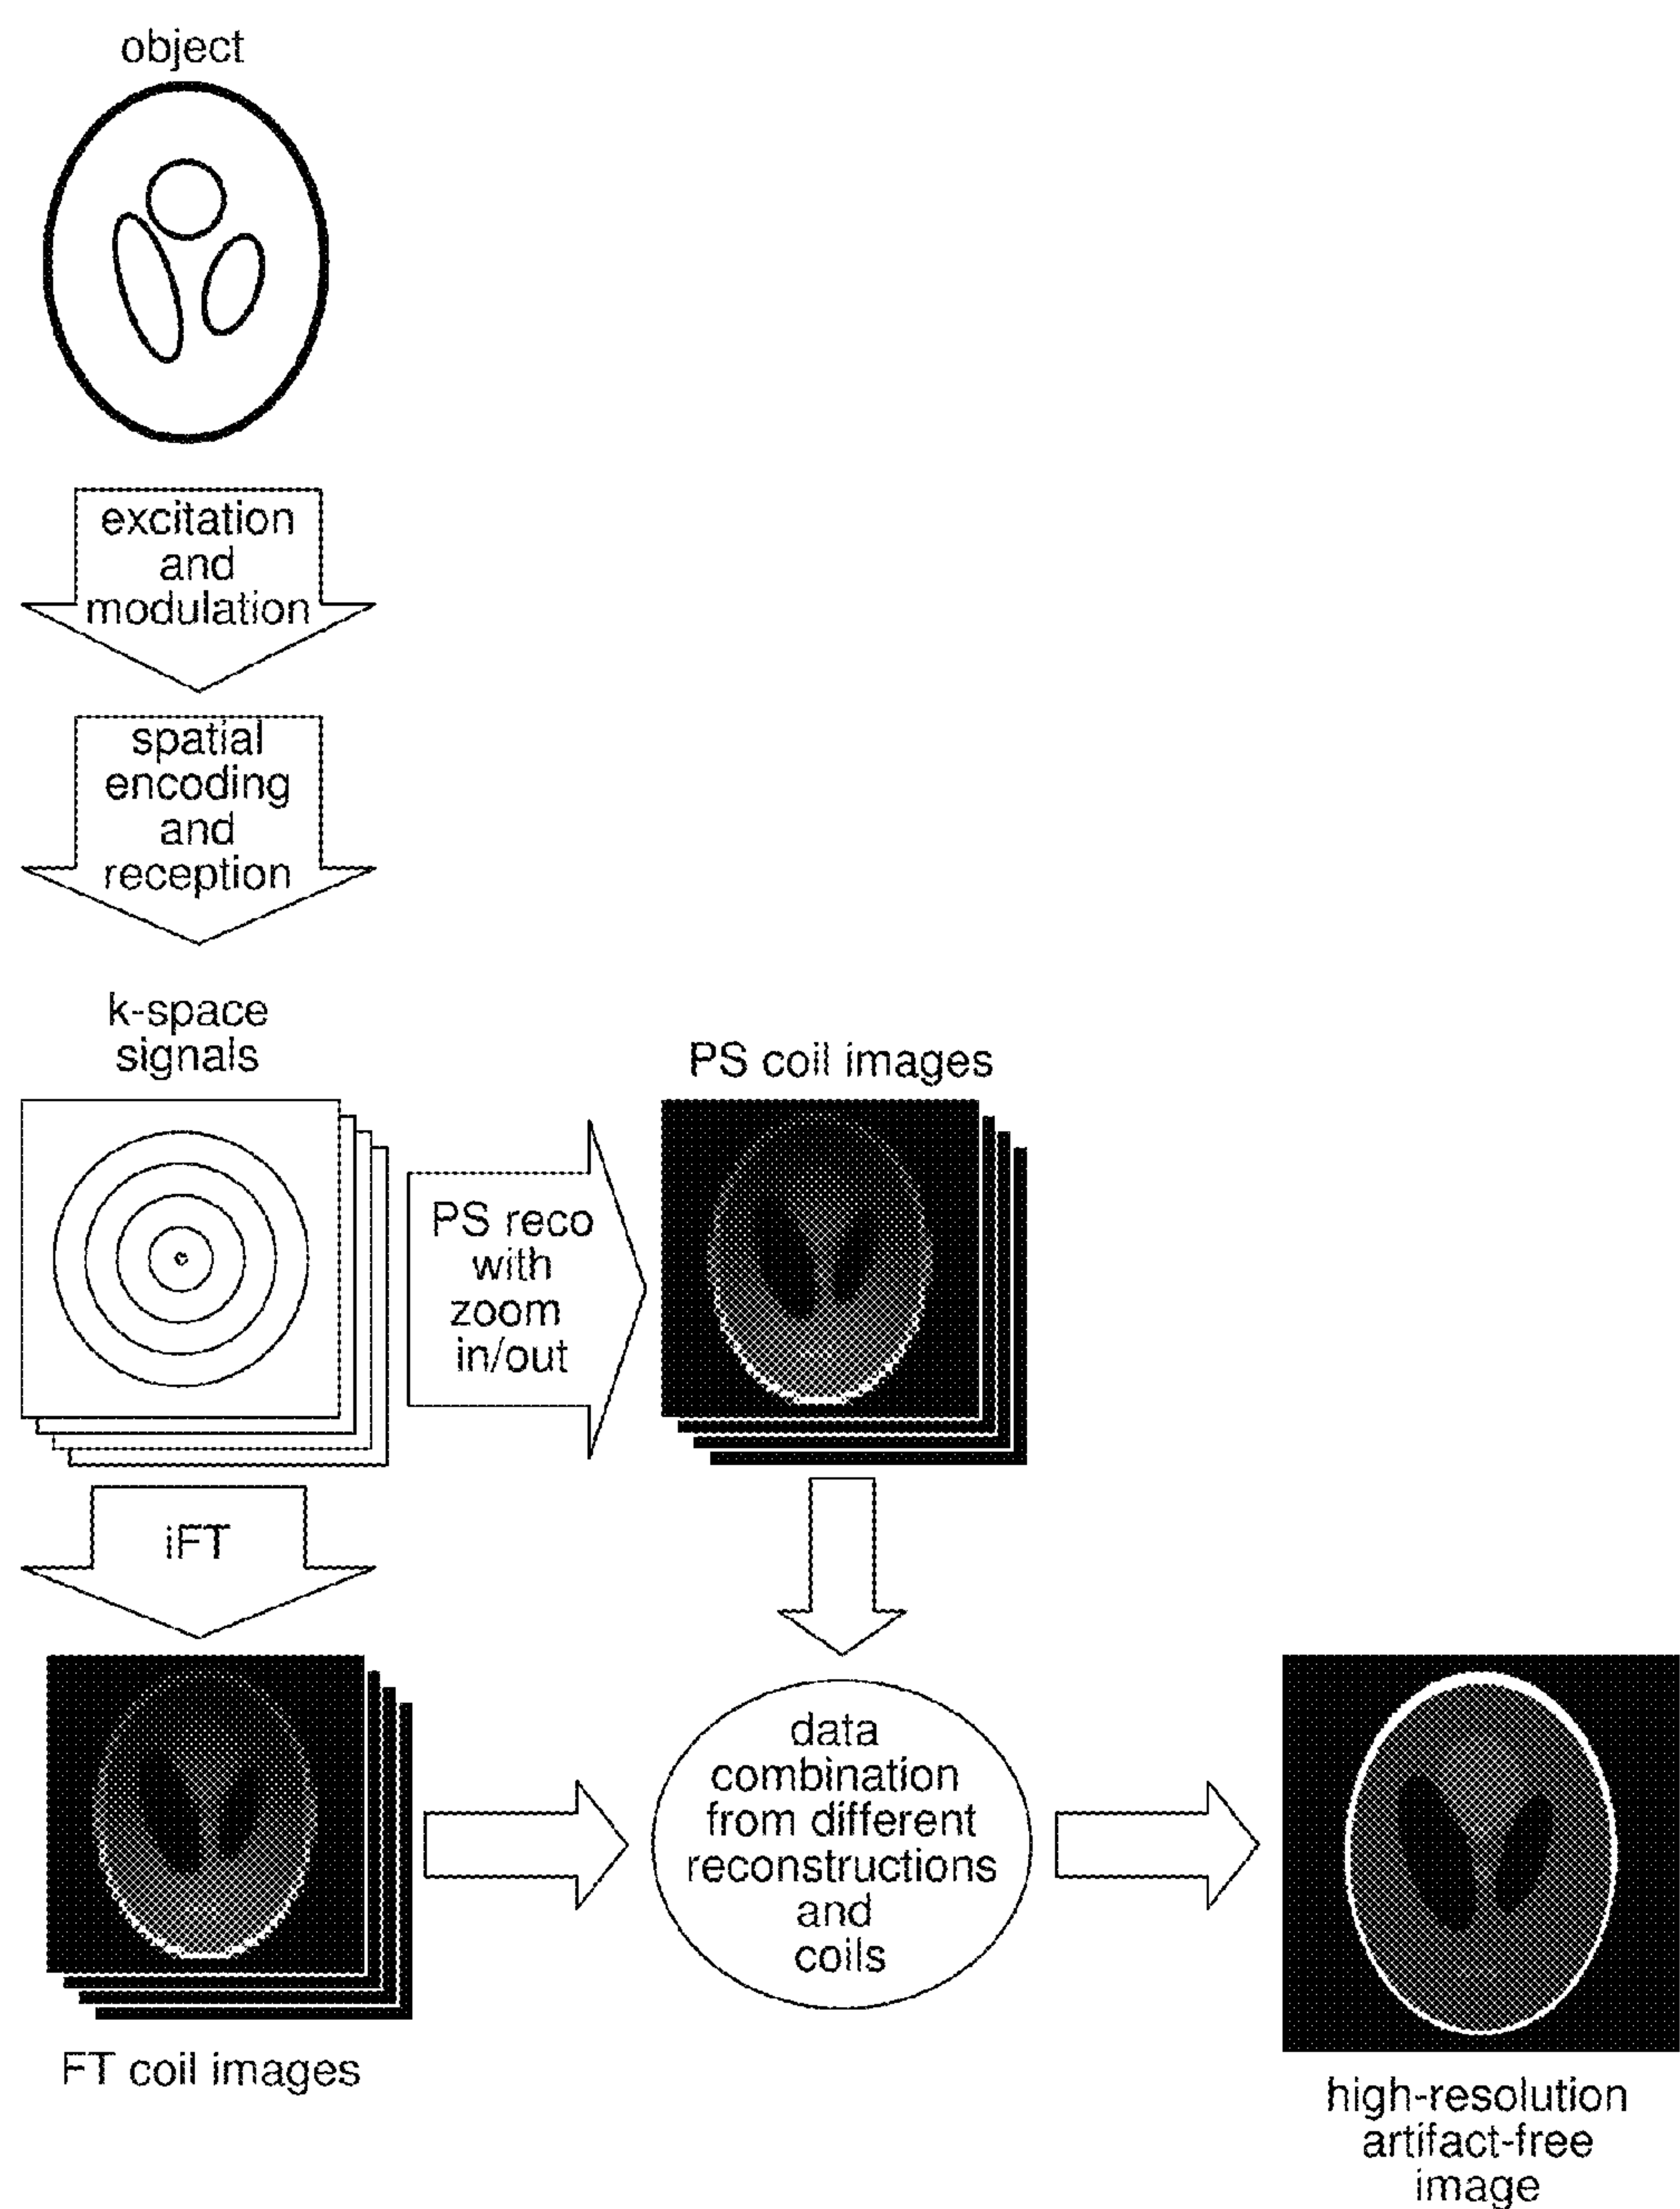 object
excitation
and
modulation
spatial
encoding
and
reception
k-space
signals
PS reco
with
zoom
in/out
PS coil images
iFT
FT coil images
data
combination
from different
reconstructions
and
coils
high-resolution
artifact-free
image